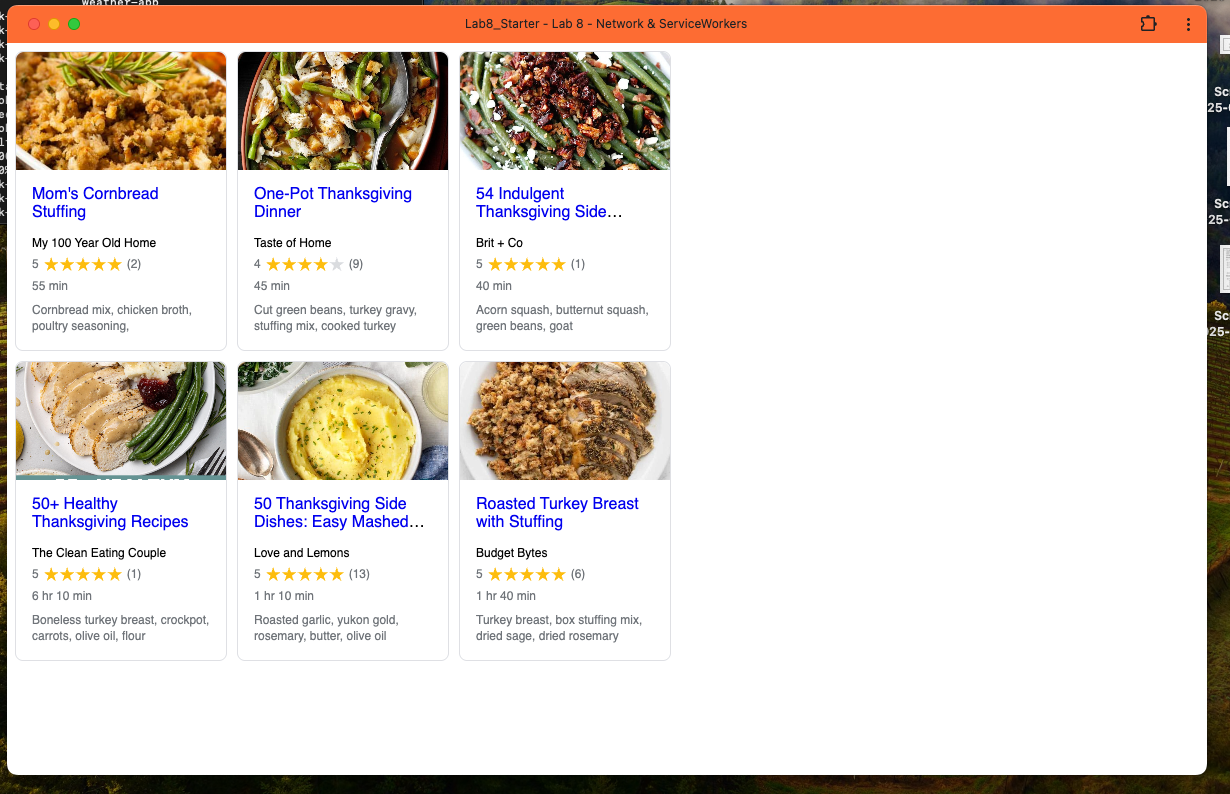 weather-app
Lab8_Starter - Lab 8 - Network & ServiceWorkers
Mom's Cornbread
Stuffing
My 100 Year Old Home
5 ★★★★★ (2)
55 min
Cornbread mix, chicken broth,
poultry seasoning,
One-Pot Thanksgiving
Dinner
Taste of Home
4 ★★★★★ (9)
45 min
Cut green beans, turkey gravy,
stuffing mix, cooked turkey
54 Indulgent
Thanksgiving Side…
Brit + Co
5 ★★★★★ (1)
40 min
Acorn squash, butternut squash,
green beans, goat
50+ Healthy
Thanksgiving Recipes
The Clean Eating Couple
5 ★★★★★ (1)
6 hr 10 min
Boneless turkey breast, crockpot,
carrots, olive oil, flour
50 Thanksgiving Side
Dishes: Easy Mashed…
Love and Lemons
5 ★★★★★ (13)
1 hr 10 min
Roasted garlic, yukon gold,
rosemary, butter, olive oil
Roasted Turkey Breast
with Stuffing
Budget Bytes
5 ★★★★★ (6)
1 hr 40 min
Turkey breast, box stuffing mix,
dried sage, dried rosemary